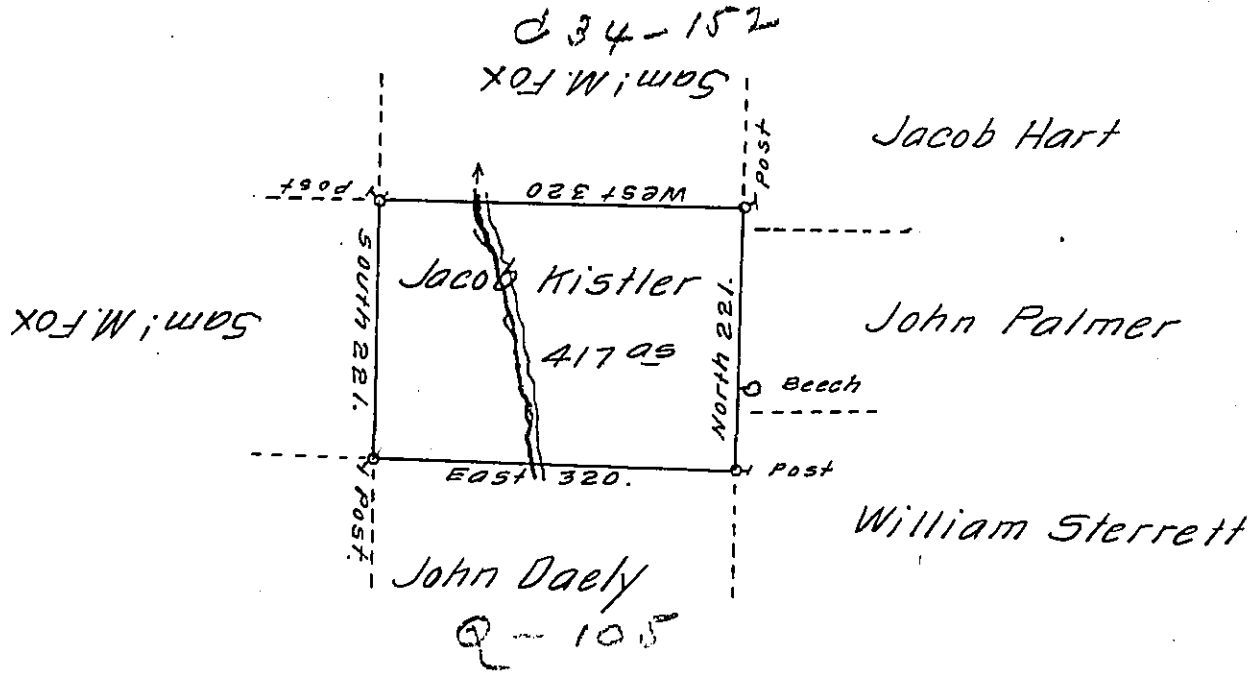 C 34-152
Sam! M. Fox
Jacob Hart
Post
Post
West 320
South 221.
Jacob Kistler
North 221.
John Palmer
Sam! M. Fox
417 as
Beech
East 320.
Post
Post.
William Sterrett
John Daely
Q-105